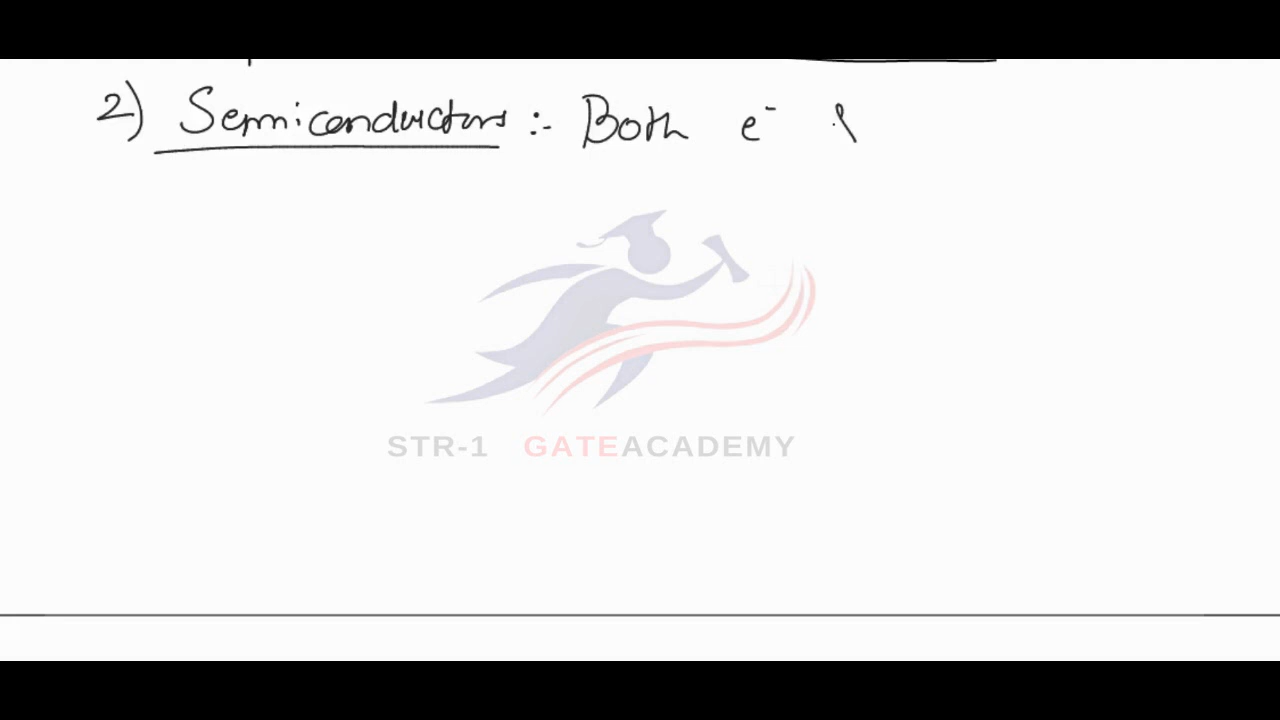 2) Semiconductors :- Both e⁻
STR-1 GATEACADEMY